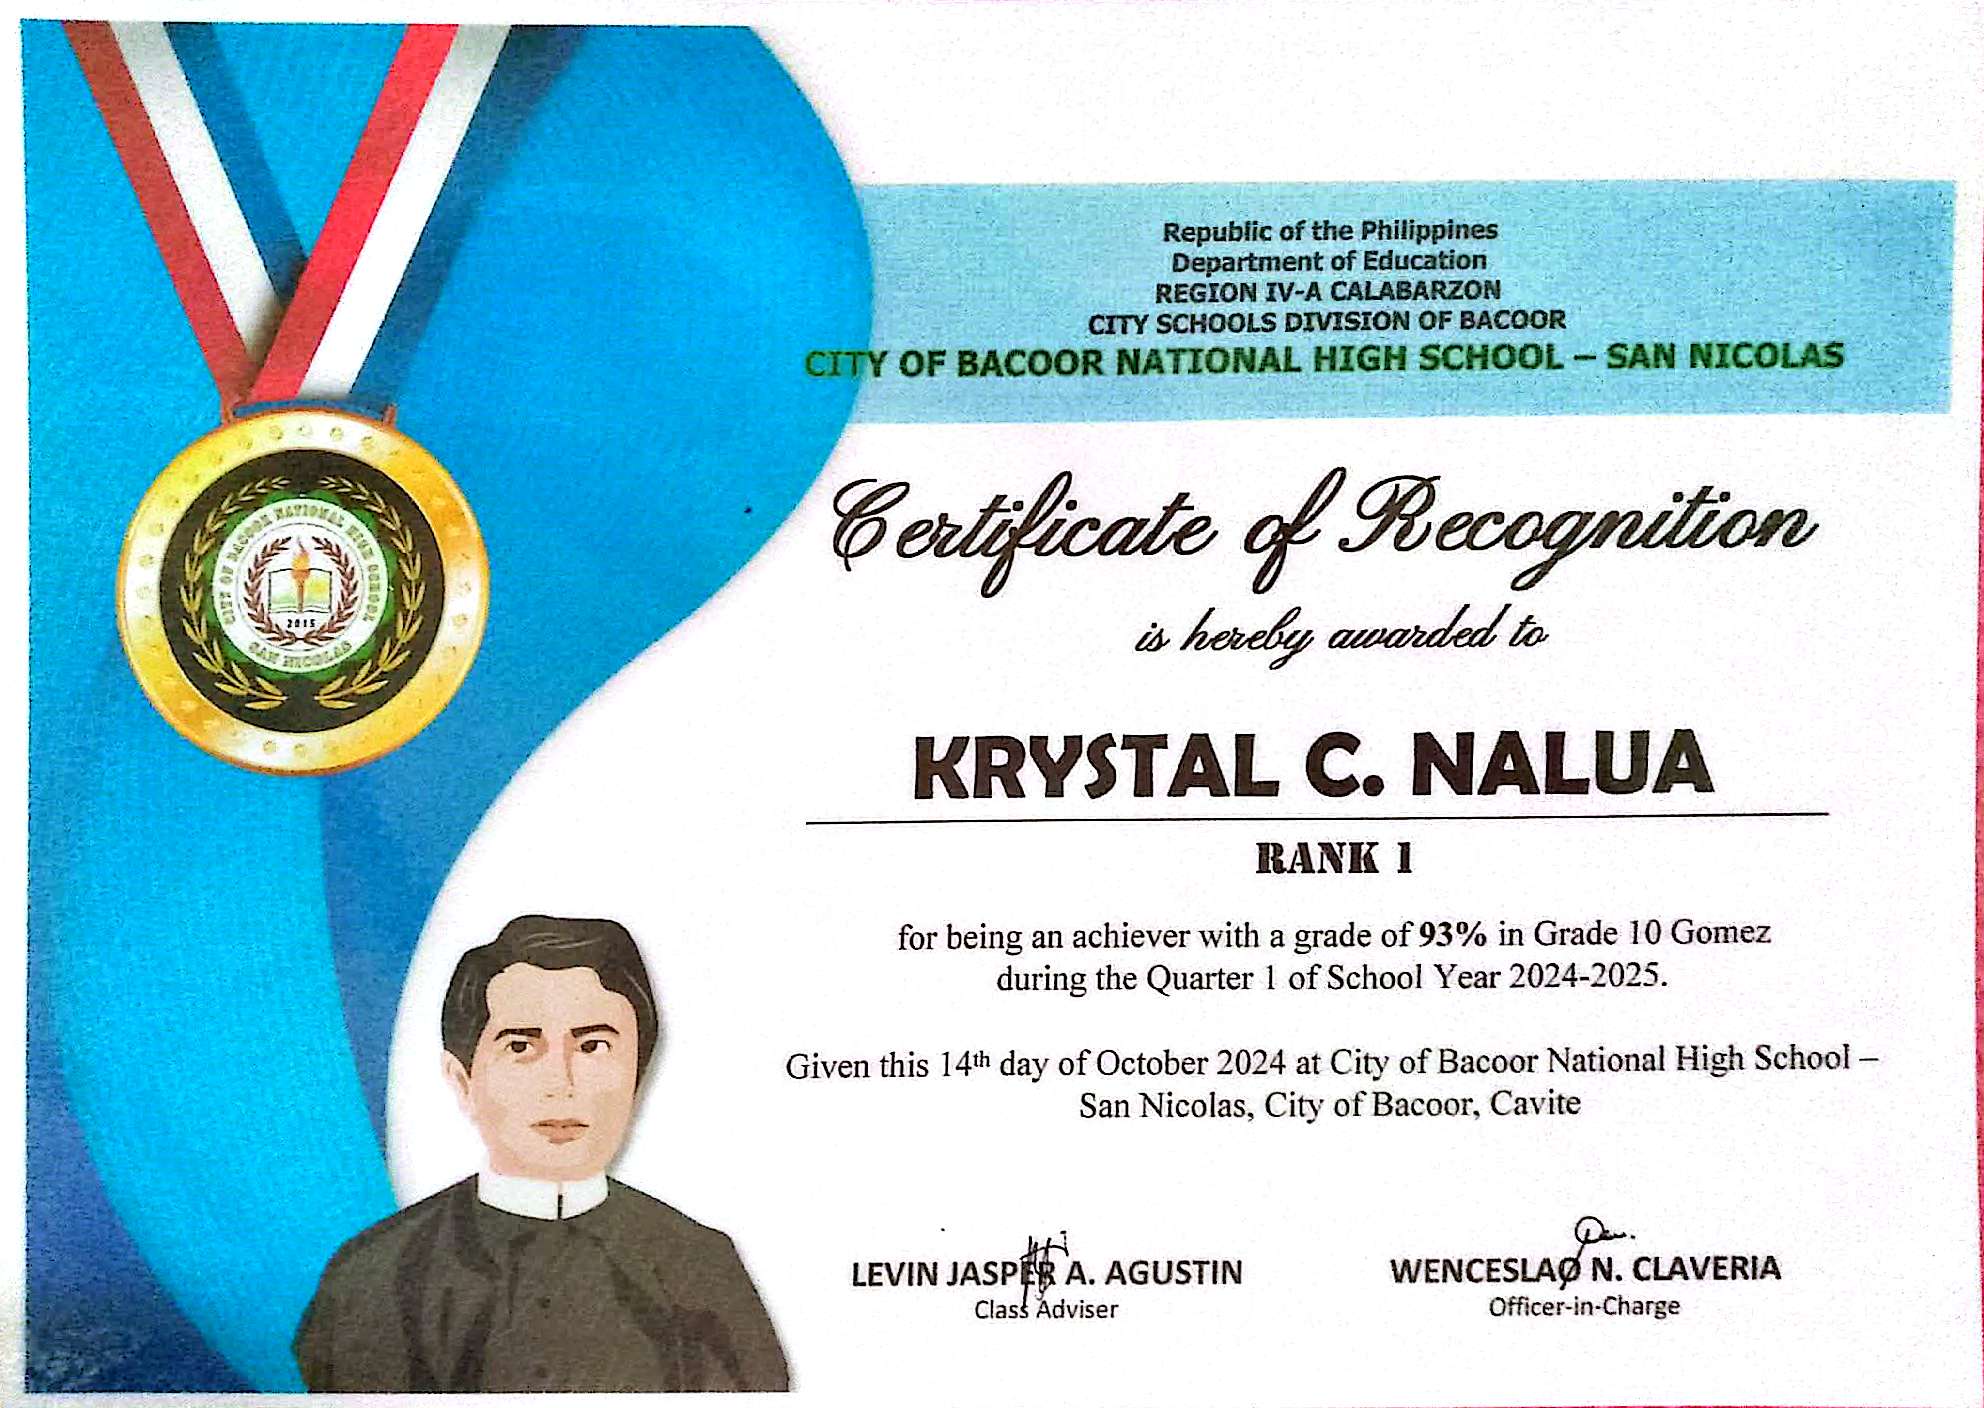 Republic of the Philippines
Department of Education
REGION IV-A CALABARZON
CITY SCHOOLS DIVISION OF BACOOR
CITY OF BACOOR NATIONAL HIGH SCHOOL – SAN NICOLAS
CITY OF BACOOR NATIONAL HIGH SCHOOL
2015
SAN NICOLAS
Certificate of Recognition
is hereby awarded to
KRYSTAL C. NALUA
RANK 1
for being an achiever with a grade of 93% in Grade 10 Gomez
during the Quarter 1 of School Year 2024-2025.
Given this 14th day of October 2024 at City of Bacoor National High School –
San Nicolas, City of Bacoor, Cavite
LEVIN JASPER A. AGUSTIN
Class Adviser
WENCESLAO N. CLAVERIA
Officer-in-Charge